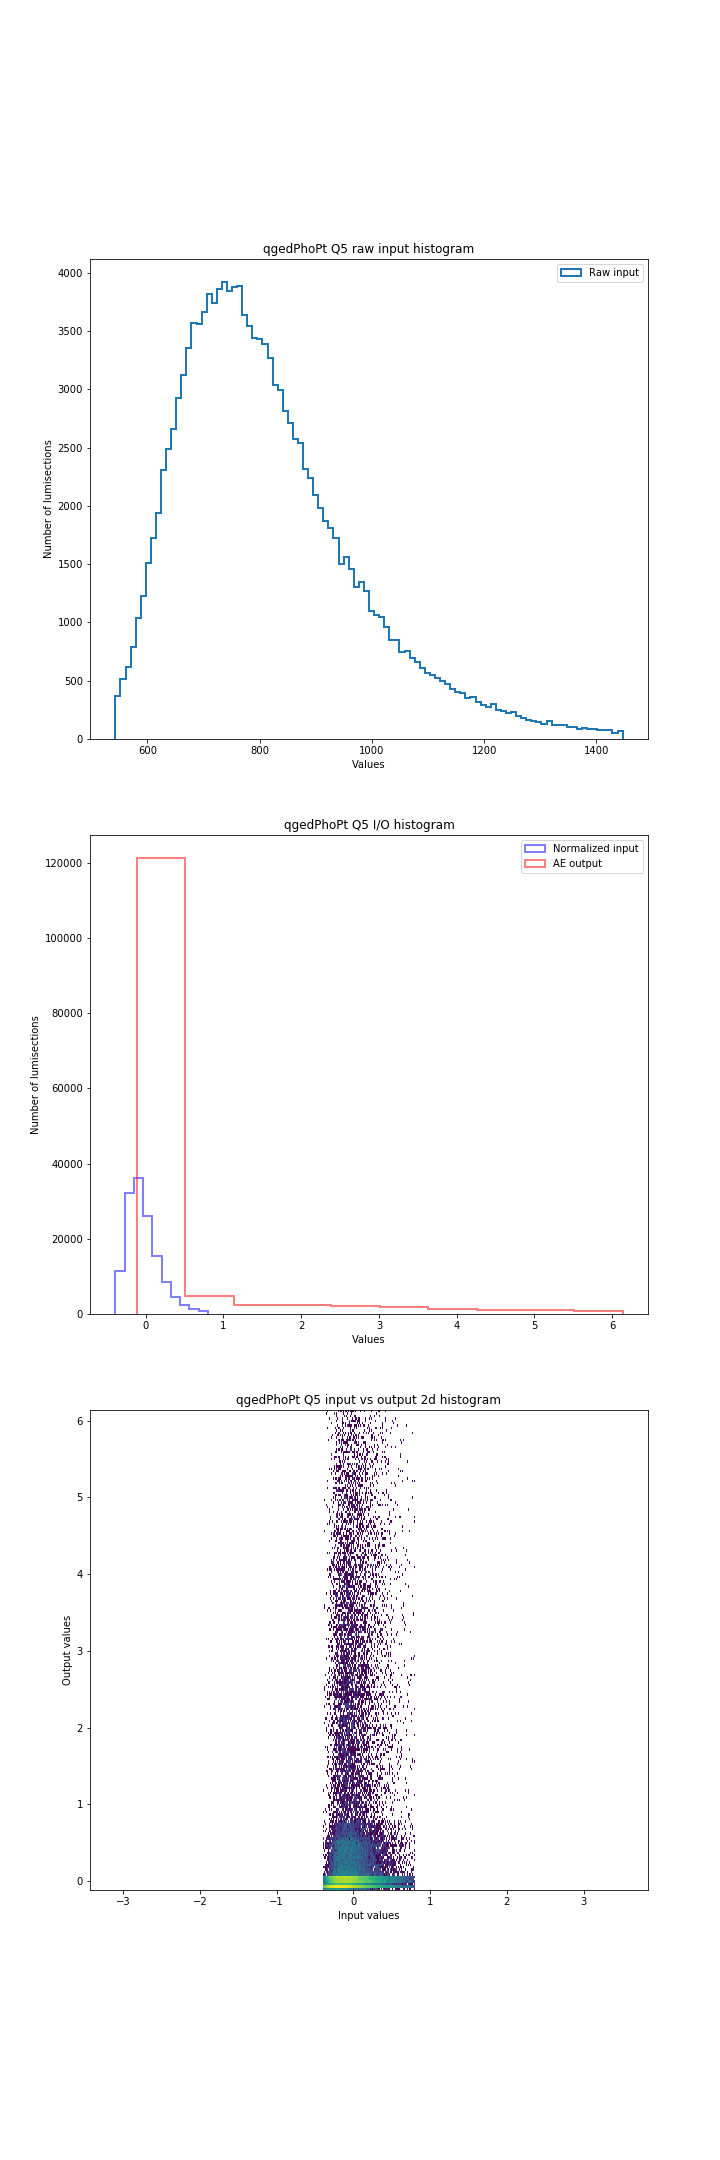 qgedPhoPt Q5 raw input histogram
4000
3500
3000
2500
2000
1500
1000
500
0
Number of lumisections
Raw input
600 800 1000 1200 1400
Values
qgedPhoPt Q5 I/O histogram
120000
100000
80000
60000
40000
20000
0
Number of lumisections
Normalized input
AE output
0 1 2 3 4 5 6
Values
qgedPhoPt Q5 input vs output 2d histogram
6
5
4
3
2
1
0
Output values
−3 −2 −1 0 1 2 3
Input values